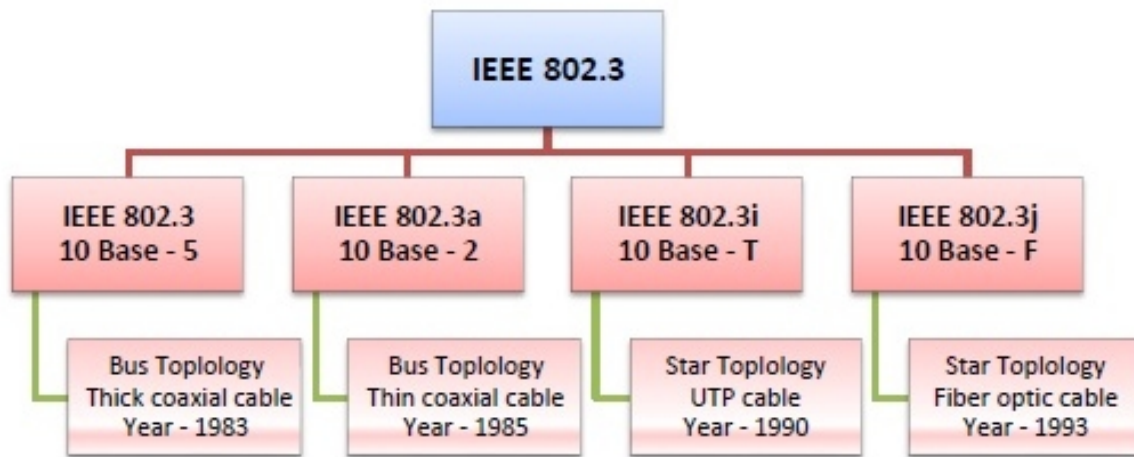 IEEE 802.3
IEEE 802.3
10 Base - 5
IEEE 802.3a
10 Base - 2
IEEE 802.3i
10 Base - T
IEEE 802.3j
10 Base - F
Bus Toplology
Thick coaxial cable
Year - 1983
Bus Toplology
Thin coaxial cable
Year - 1985
Star Toplology
UTP cable
Year - 1990
Star Toplology
Fiber optic cable
Year - 1993